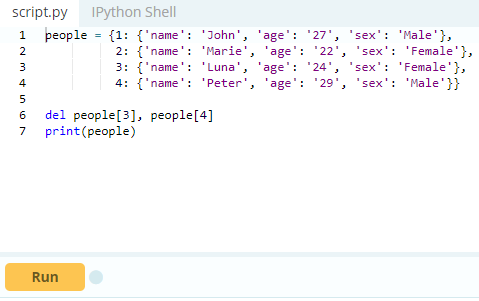 script.py IPython Shell
1 people = {1: {'name': 'John', 'age': '27', 'sex': 'Male'},
2 2: {'name': 'Marie', 'age': '22', 'sex': 'Female'},
3 3: {'name': 'Luna', 'age': '24', 'sex': 'Female'},
4 4: {'name': 'Peter', 'age': '29', 'sex': 'Male'}}
5
6 del people[3], people[4]
7 print(people)
Run